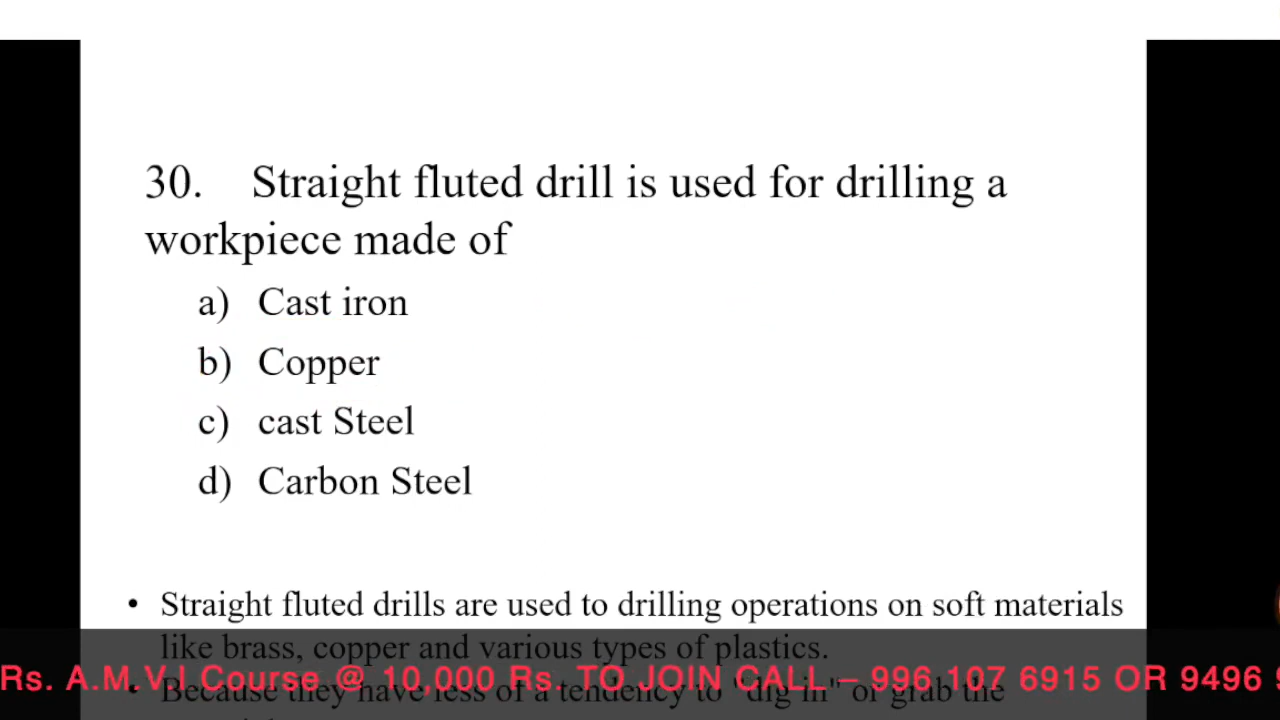 30. Straight fluted drill is used for drilling a
workpiece made of
a) Cast iron
b) Copper
c) cast Steel
d) Carbon Steel
• Straight fluted drills are used to drilling operations on soft materials
like brass, copper and various types of plastics.
Rs. A.M.V.I Course @ 10,000 Rs. TO JOIN CALL – 996 107 6915 OR 9496
• Because they have less of a tendency to "dig in" or grab the